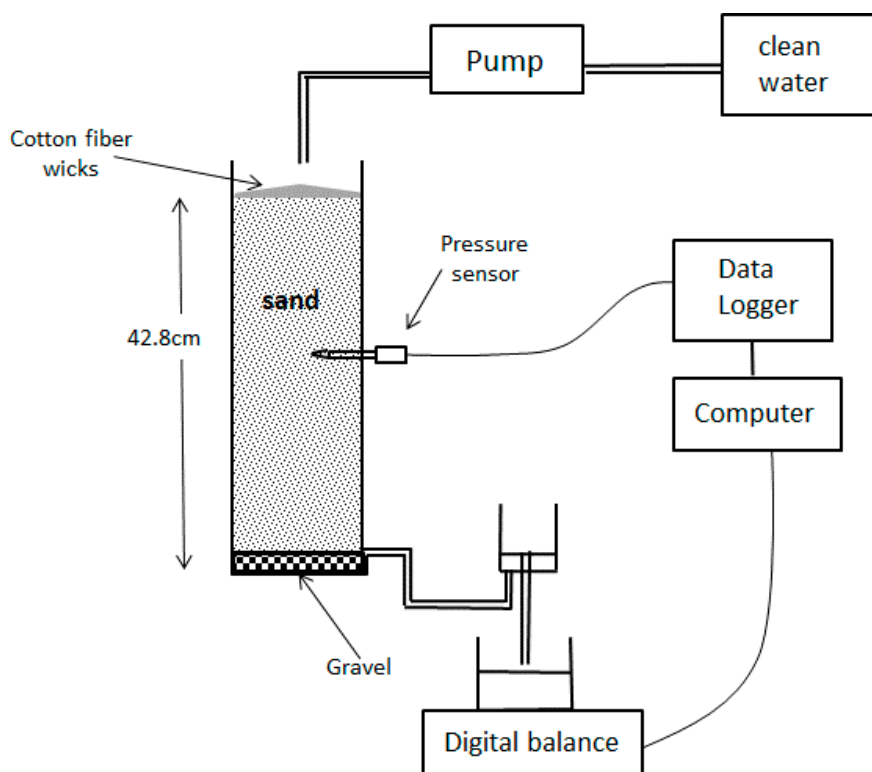 Pump
clean
water
Cotton fiber
wicks
Pressure
sensor
sand
Data
Logger
42.8cm
Computer
Gravel
Digital balance